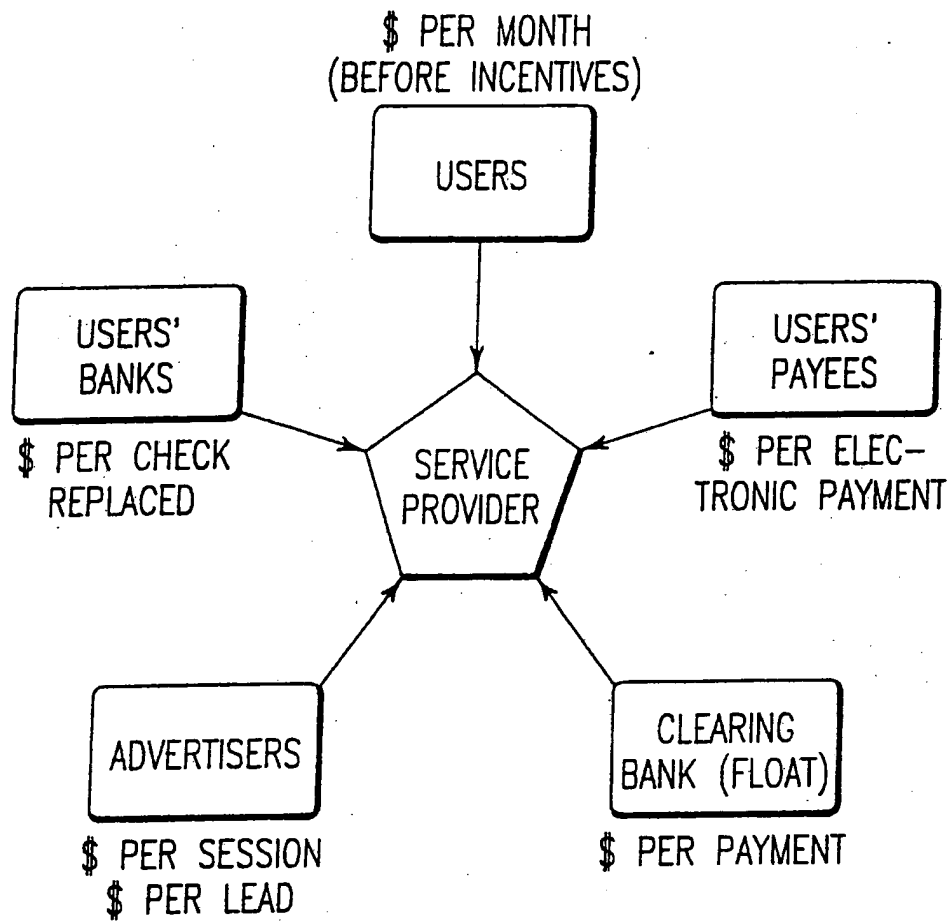 $ PER MONTH
(BEFORE INCENTIVES)
USERS
USERS'
BANKS
$ PER CHECK
REPLACED
USERS'
PAYEES
$ PER ELEC-
TRONIC PAYMENT
SERVICE
PROVIDER
ADVERTISERS
$ PER SESSION
$ PER LEAD
CLEARING
BANK (FLOAT)
$ PER PAYMENT